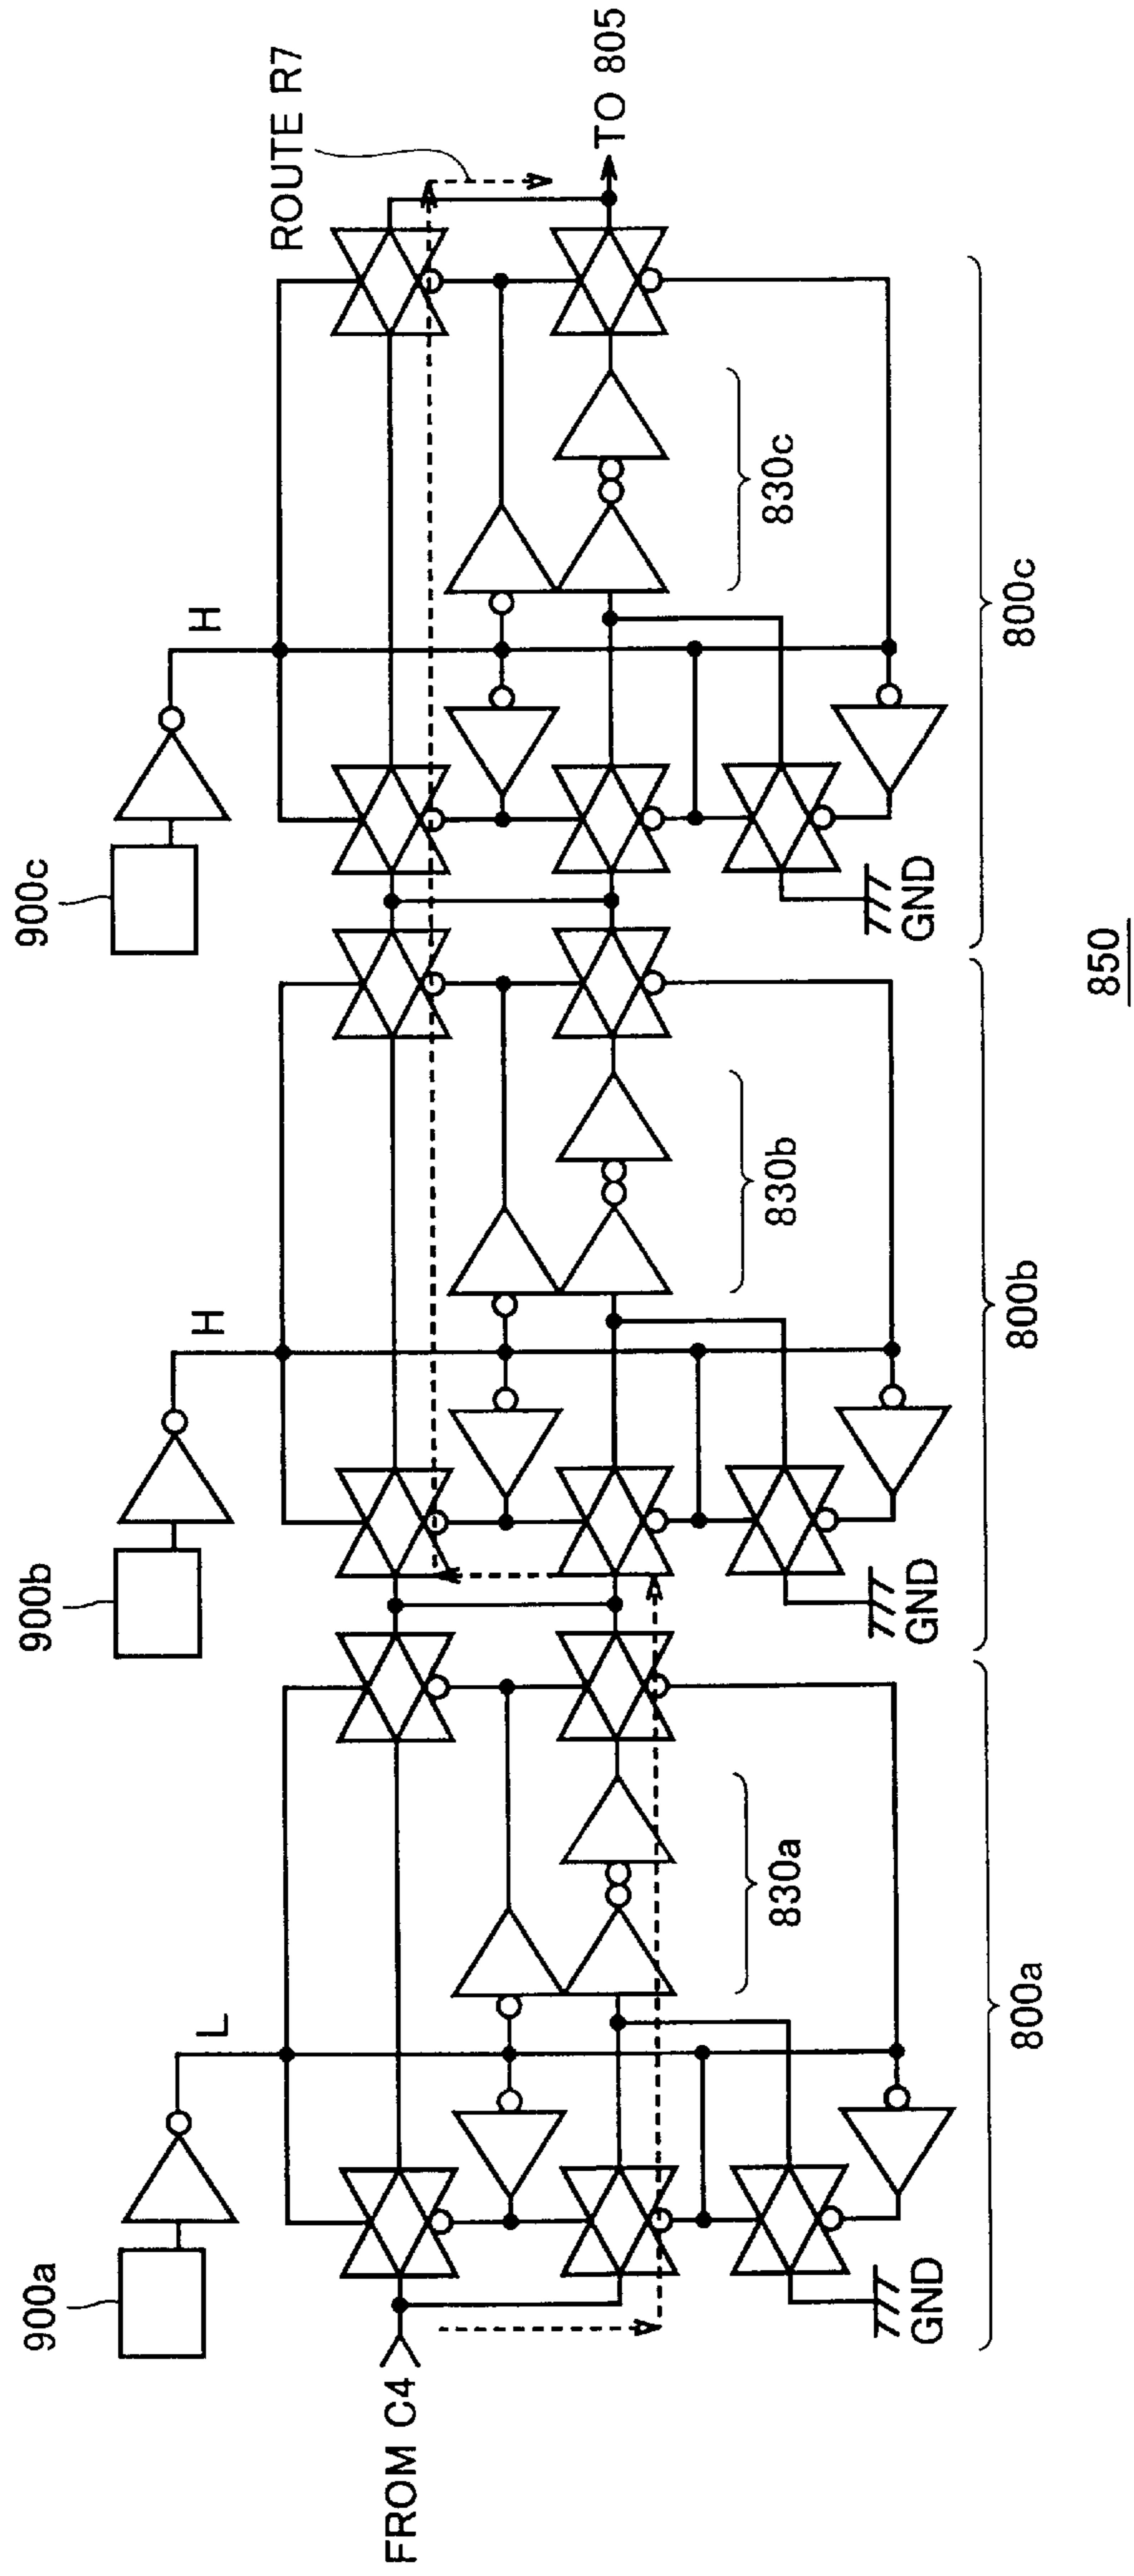 FROM C4
900a
L
830a
GND
800a
900b
H
830b
GND
800b
900c
H
830c
GND
800c
ROUTE R7
TO 805
850